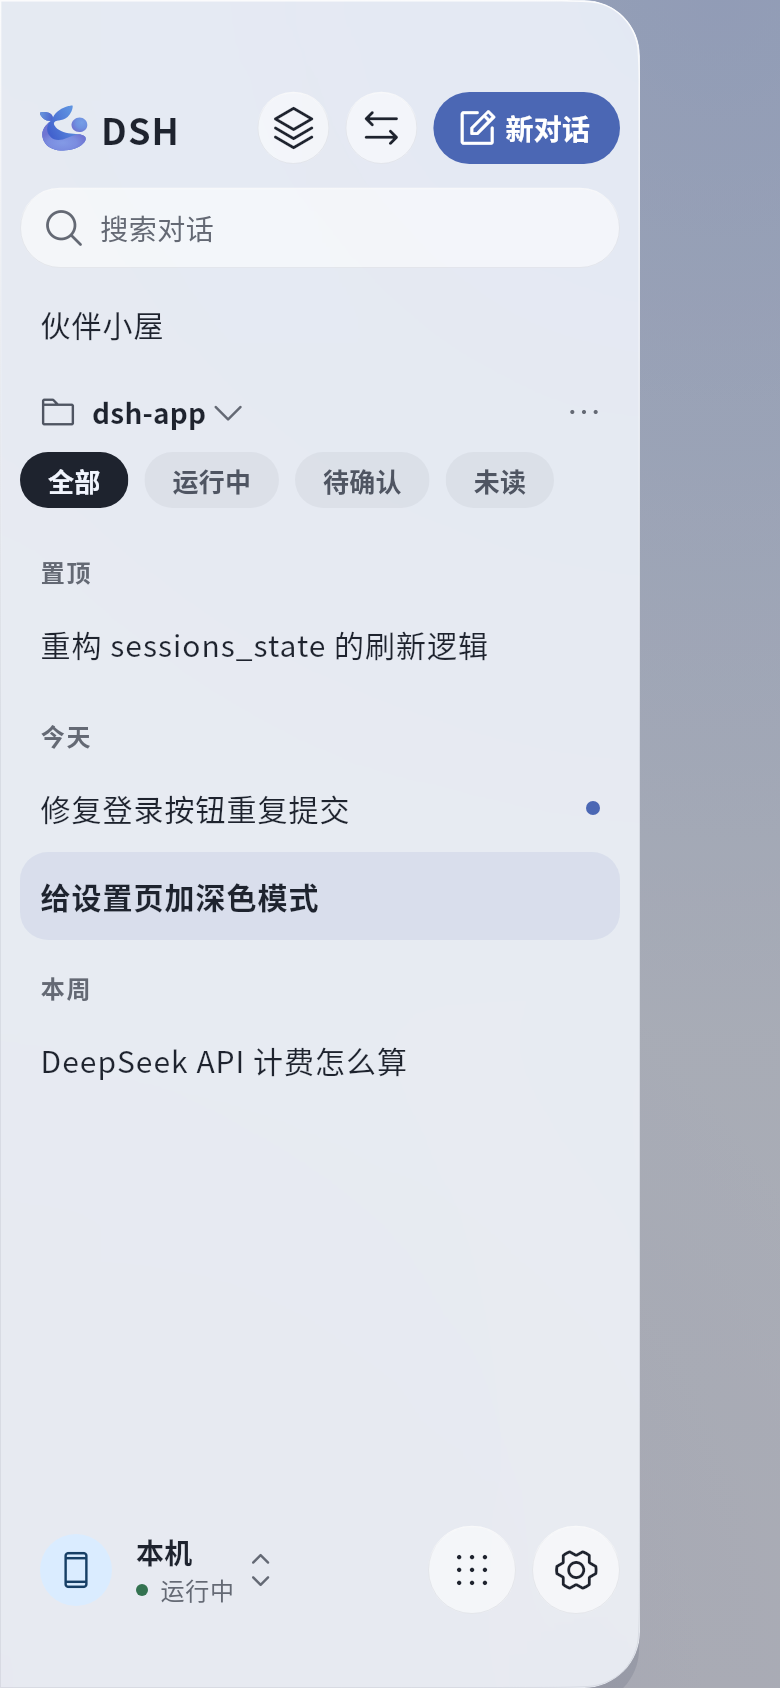 DSH
新对话
搜索对话
伙伴小屋
dsh-app
全部 运行中 待确认 未读
置顶
重构 sessions_state 的刷新逻辑
今天
修复登录按钮重复提交
给设置页加深色模式
本周
DeepSeek API 计费怎么算
本机
运行中